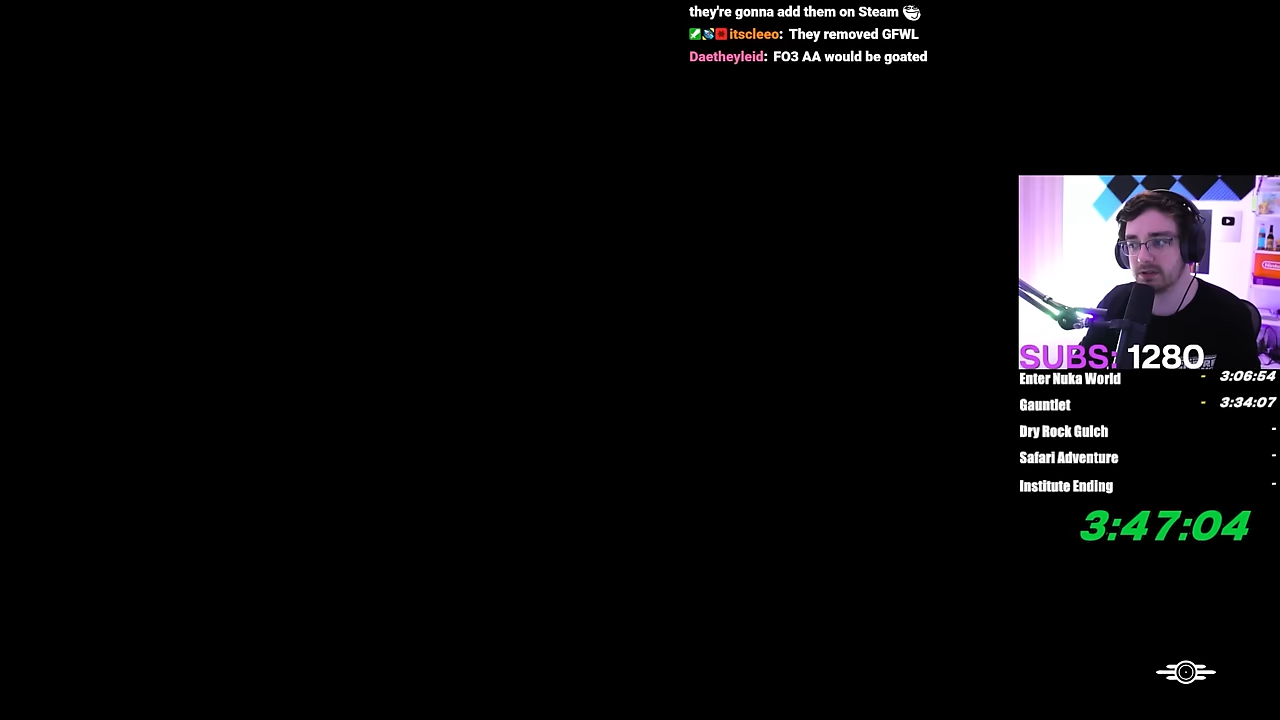 they're gonna add them on Steam
itscleeo: They removed GFWL
Daetheyleid: FO3 AA would be goated
SUBS: 1280
Enter Nuka World - 3:06:54
Gauntlet - 3:34:07
Dry Rock Gulch -
Safari Adventure -
Institute Ending -
3:47:04